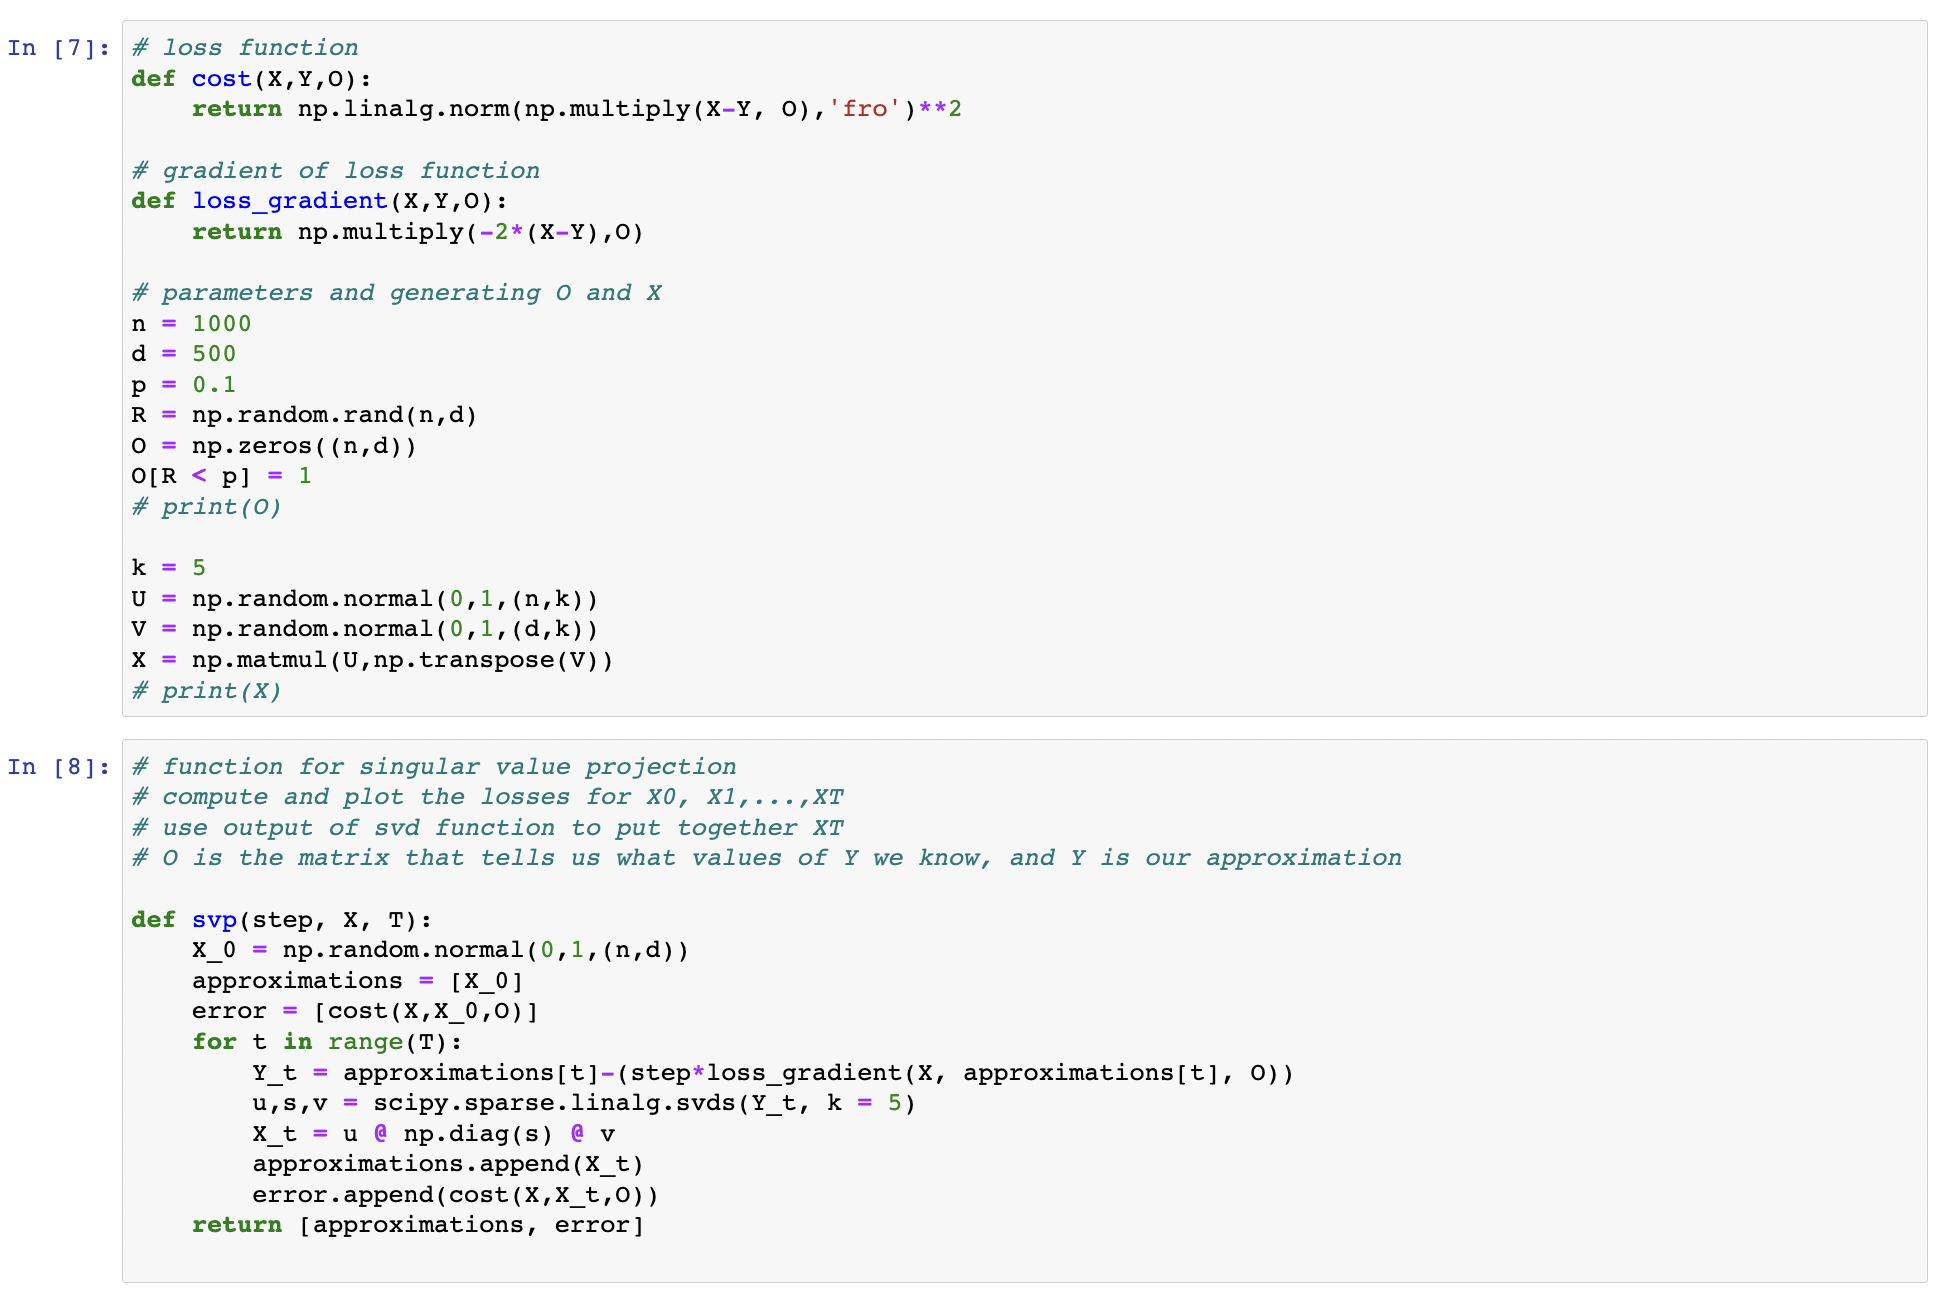 In [7]: # loss function
def cost(X,Y,O):
    return np.linalg.norm(np.multiply(X-Y, O),'fro')**2

# gradient of loss function
def loss_gradient(X,Y,O):
    return np.multiply(-2*(X-Y),O)

# parameters and generating O and X
n = 1000
d = 500
p = 0.1
R = np.random.rand(n,d)
O = np.zeros((n,d))
O[R < p] = 1
# print(O)

k = 5
U = np.random.normal(0,1,(n,k))
V = np.random.normal(0,1,(d,k))
X = np.matmul(U,np.transpose(V))
# print(X)

In [8]: # function for singular value projection
# compute and plot the losses for X0, X1,...,XT
# use output of svd function to put together XT
# O is the matrix that tells us what values of Y we know, and Y is our approximation

def svp(step, X, T):
    X_0 = np.random.normal(0,1,(n,d))
    approximations = [X_0]
    error = [cost(X,X_0,O)]
    for t in range(T):
        Y_t = approximations[t]-(step*loss_gradient(X, approximations[t], O))
        u,s,v = scipy.sparse.linalg.svds(Y_t, k = 5)
        X_t = u @ np.diag(s) @ v
        approximations.append(X_t)
        error.append(cost(X,X_t,O))
    return [approximations, error]